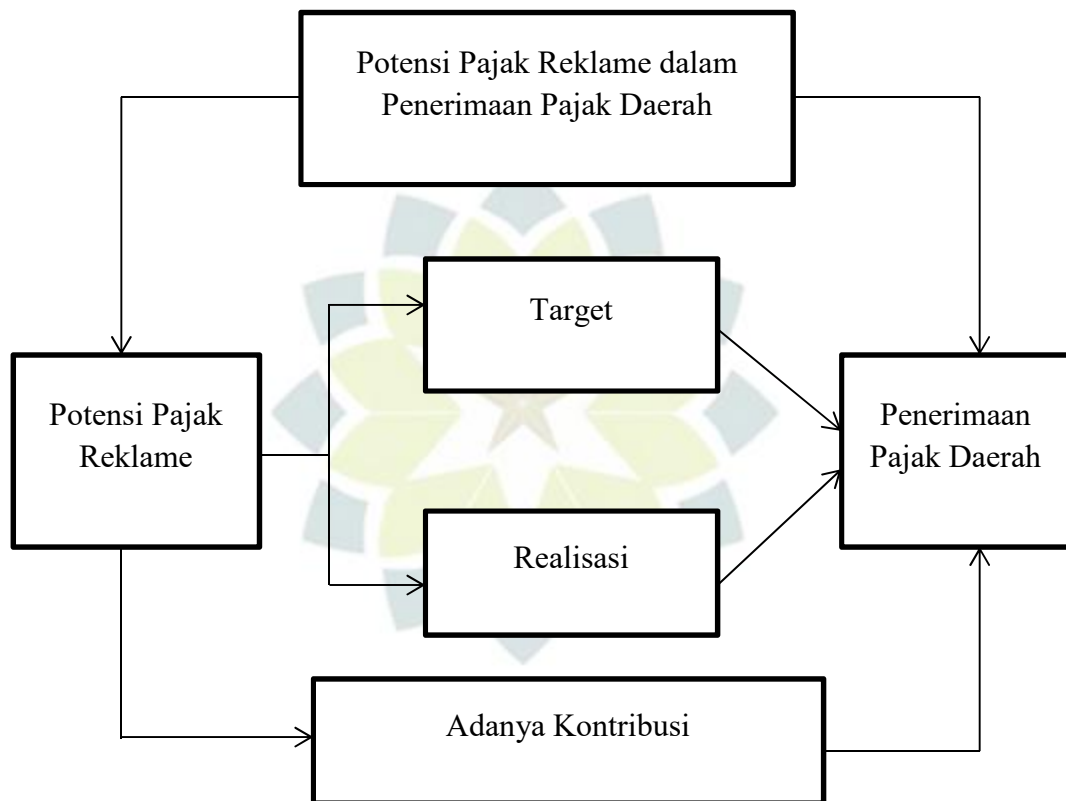 Potensi Pajak Reklame dalam
Penerimaan Pajak Daerah
Target
Potensi Pajak
Reklame
Penerimaan
Pajak Daerah
Realisasi
Adanya Kontribusi